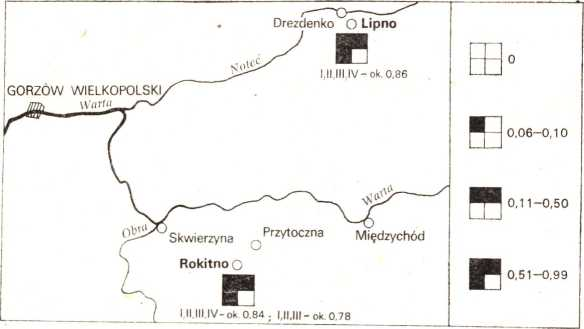 Drezdenko Lipno
I,II,III,IV – ok. 0,86
Noteć
GORZÓW WIELKOPOLSKI
Warta
Warta
Obra
Skwierzyna
Przytoczna
Międzychód
Rokitno
I,II,III,IV – ok. 0,84 ; I,II,III – ok. 0,78
0
0,06–0,10
0,11–0,50
0,51–0,99